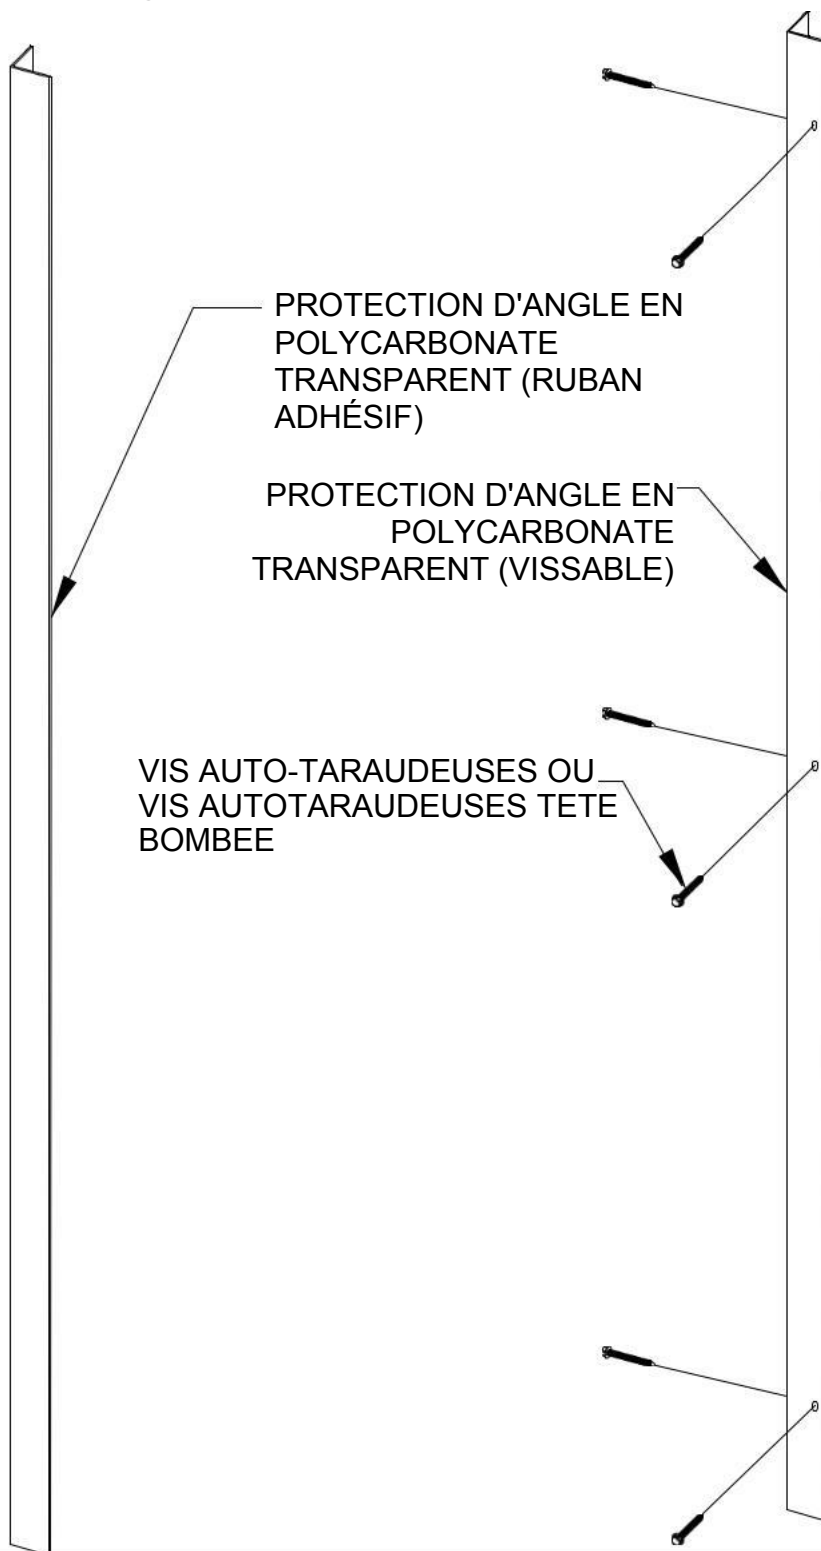 PROTECTION D'ANGLE EN
POLYCARBONATE
TRANSPARENT (RUBAN
ADHÉSIF)
PROTECTION D'ANGLE EN
POLYCARBONATE
TRANSPARENT (VISSABLE)
VIS AUTO-TARAUDEUSES OU
VIS AUTOTARAUDEUSES TETE
BOMBEE